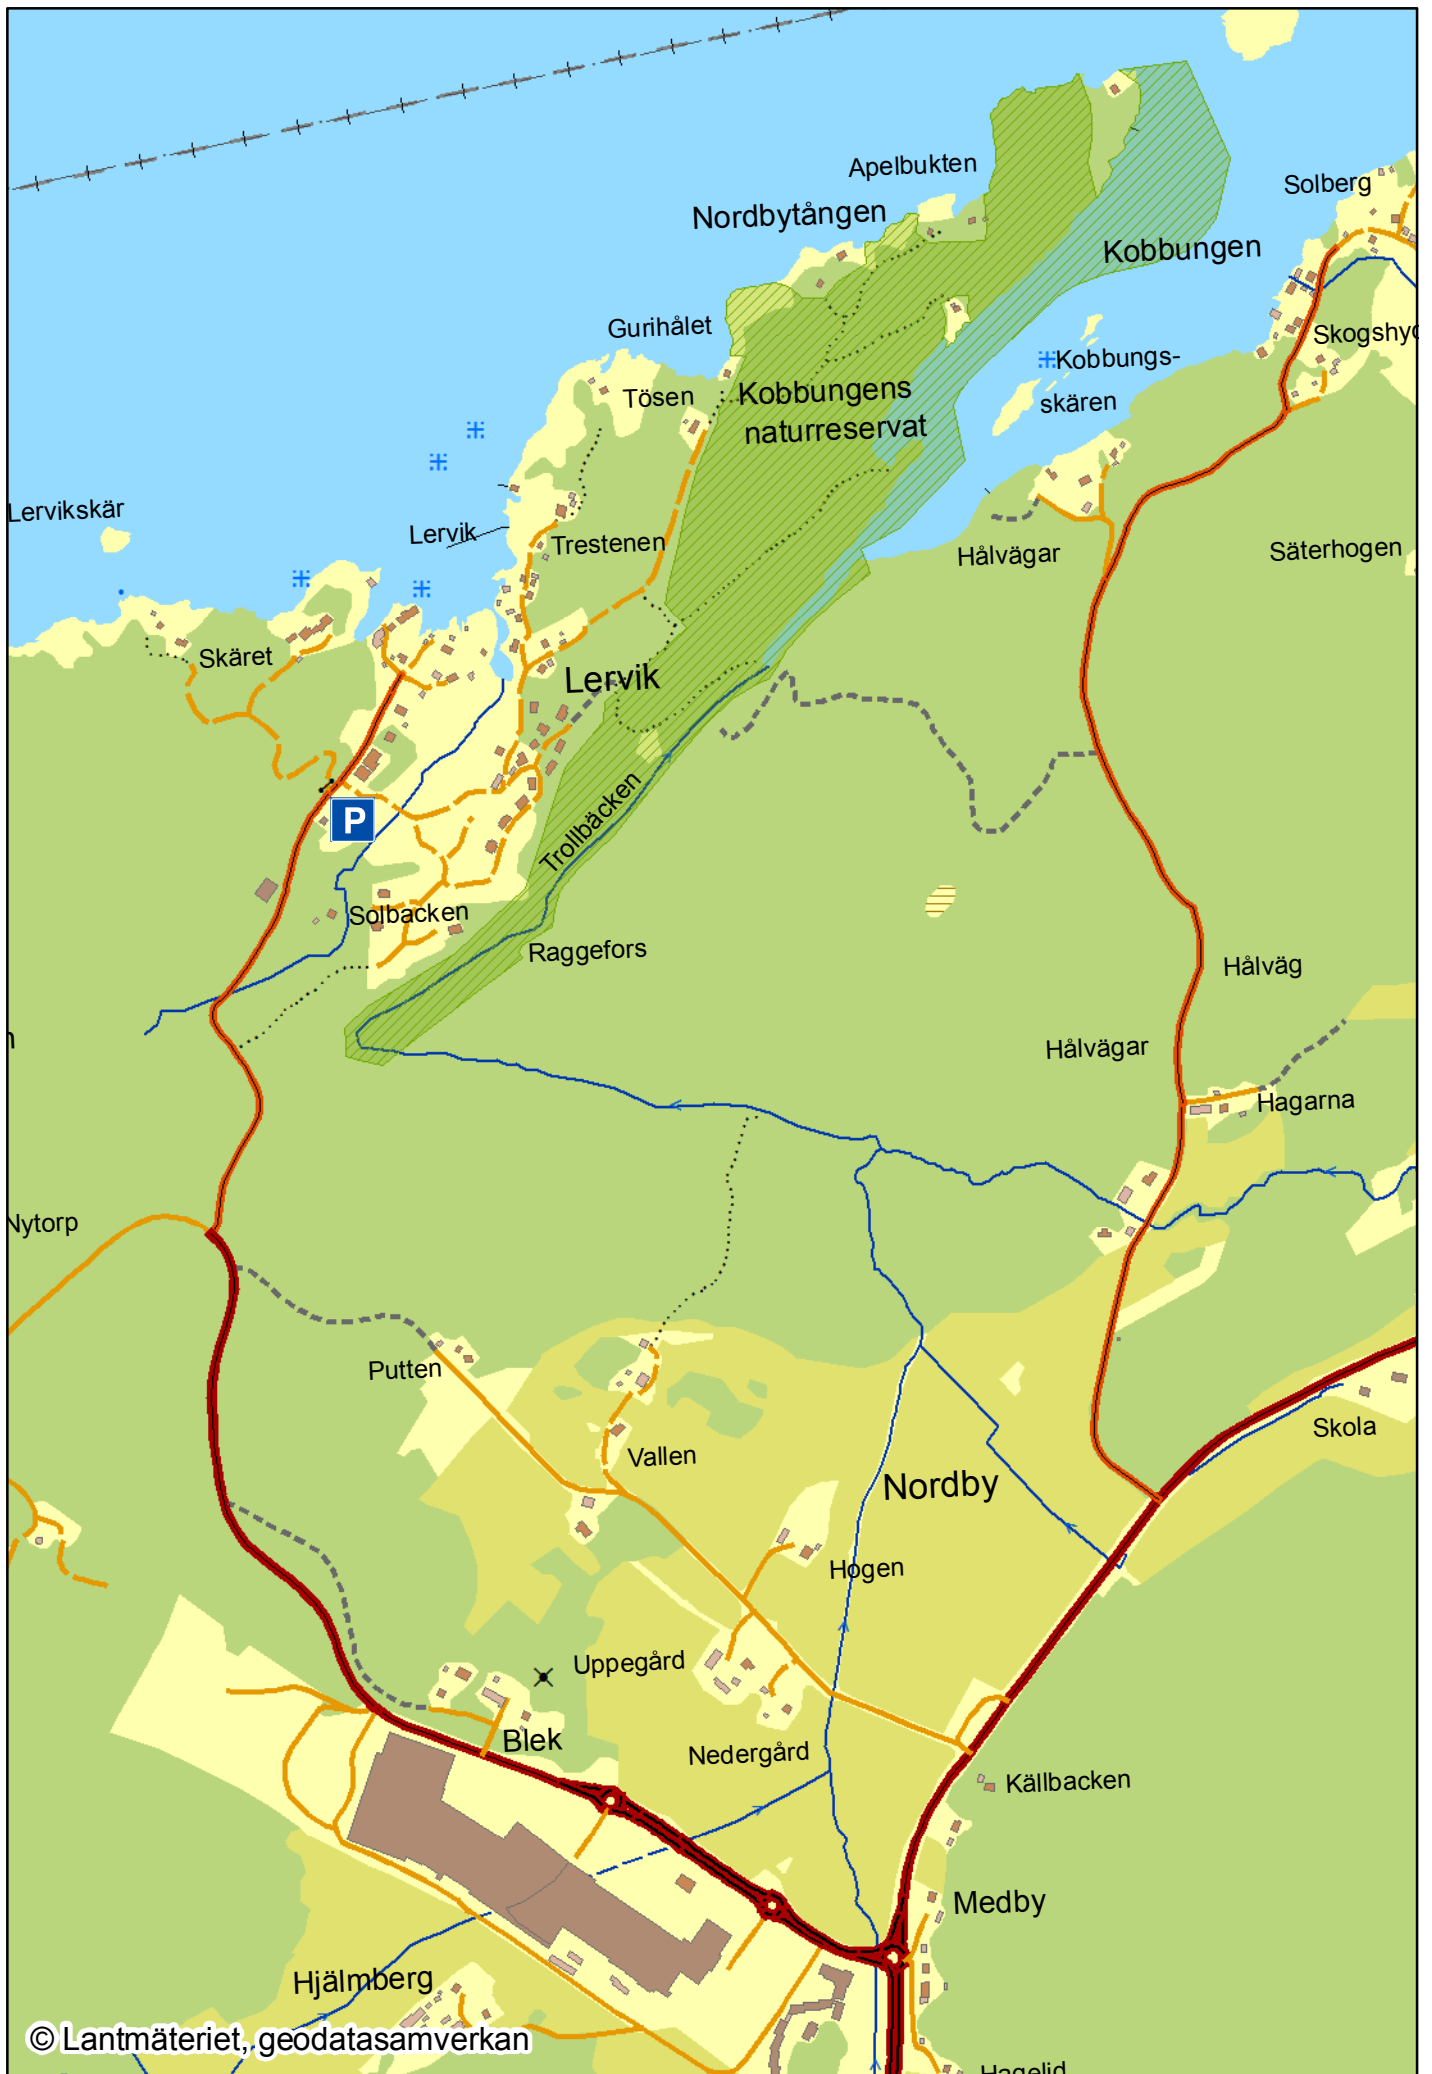 Apelbukten
Solberg
Nordbytången
Kobbungen
Gurihålet
Skogshyd
Kobbungs-
skären
Tösen
Kobbungens
naturreservat
Lervikskär
Lervik
Trestenen
Hålvägar
Säterhogen
Skäret
Lervik
P
Trollbäcken
Solbacken
Raggefors
Hålväg
Hålvägar
Hagarna
Nytorp
Putten
Skola
Vallen
Nordby
Hogen
Uppegård
Blek
Nedergård
Källbacken
Medby
Hjälmberg
© Lantmäteriet, geodatasamverkan
Hagelid